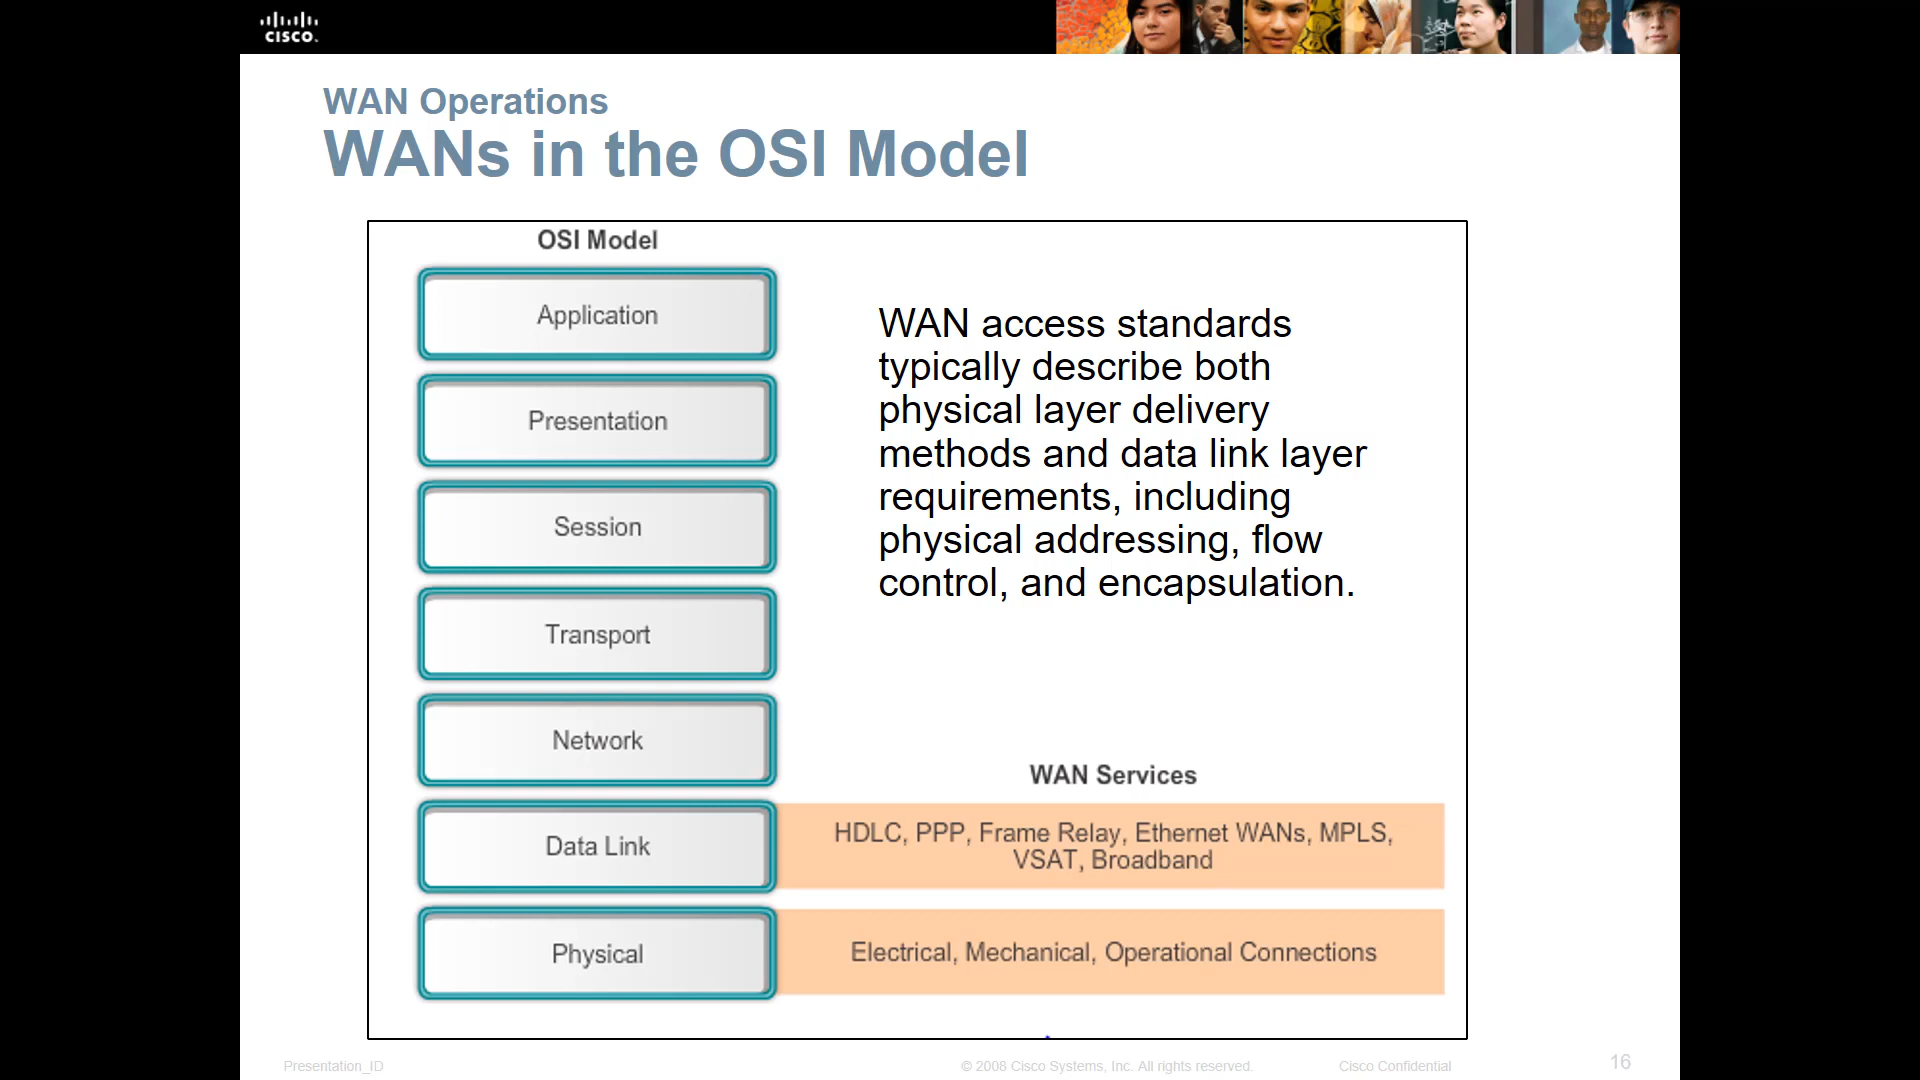 CISCO.
WAN Operations
WANs in the OSI Model
OSI Model
Application
Presentation
Session
Transport
Network
Data Link
Physical
WAN access standards
typically describe both
physical layer delivery
methods and data link layer
requirements, including
physical addressing, flow
control, and encapsulation.
WAN Services
HDLC, PPP, Frame Relay, Ethernet WANs, MPLS,
VSAT, Broadband
Electrical, Mechanical, Operational Connections
Presentation_ID
© 2008 Cisco Systems, Inc. All rights reserved.
Cisco Confidential
16